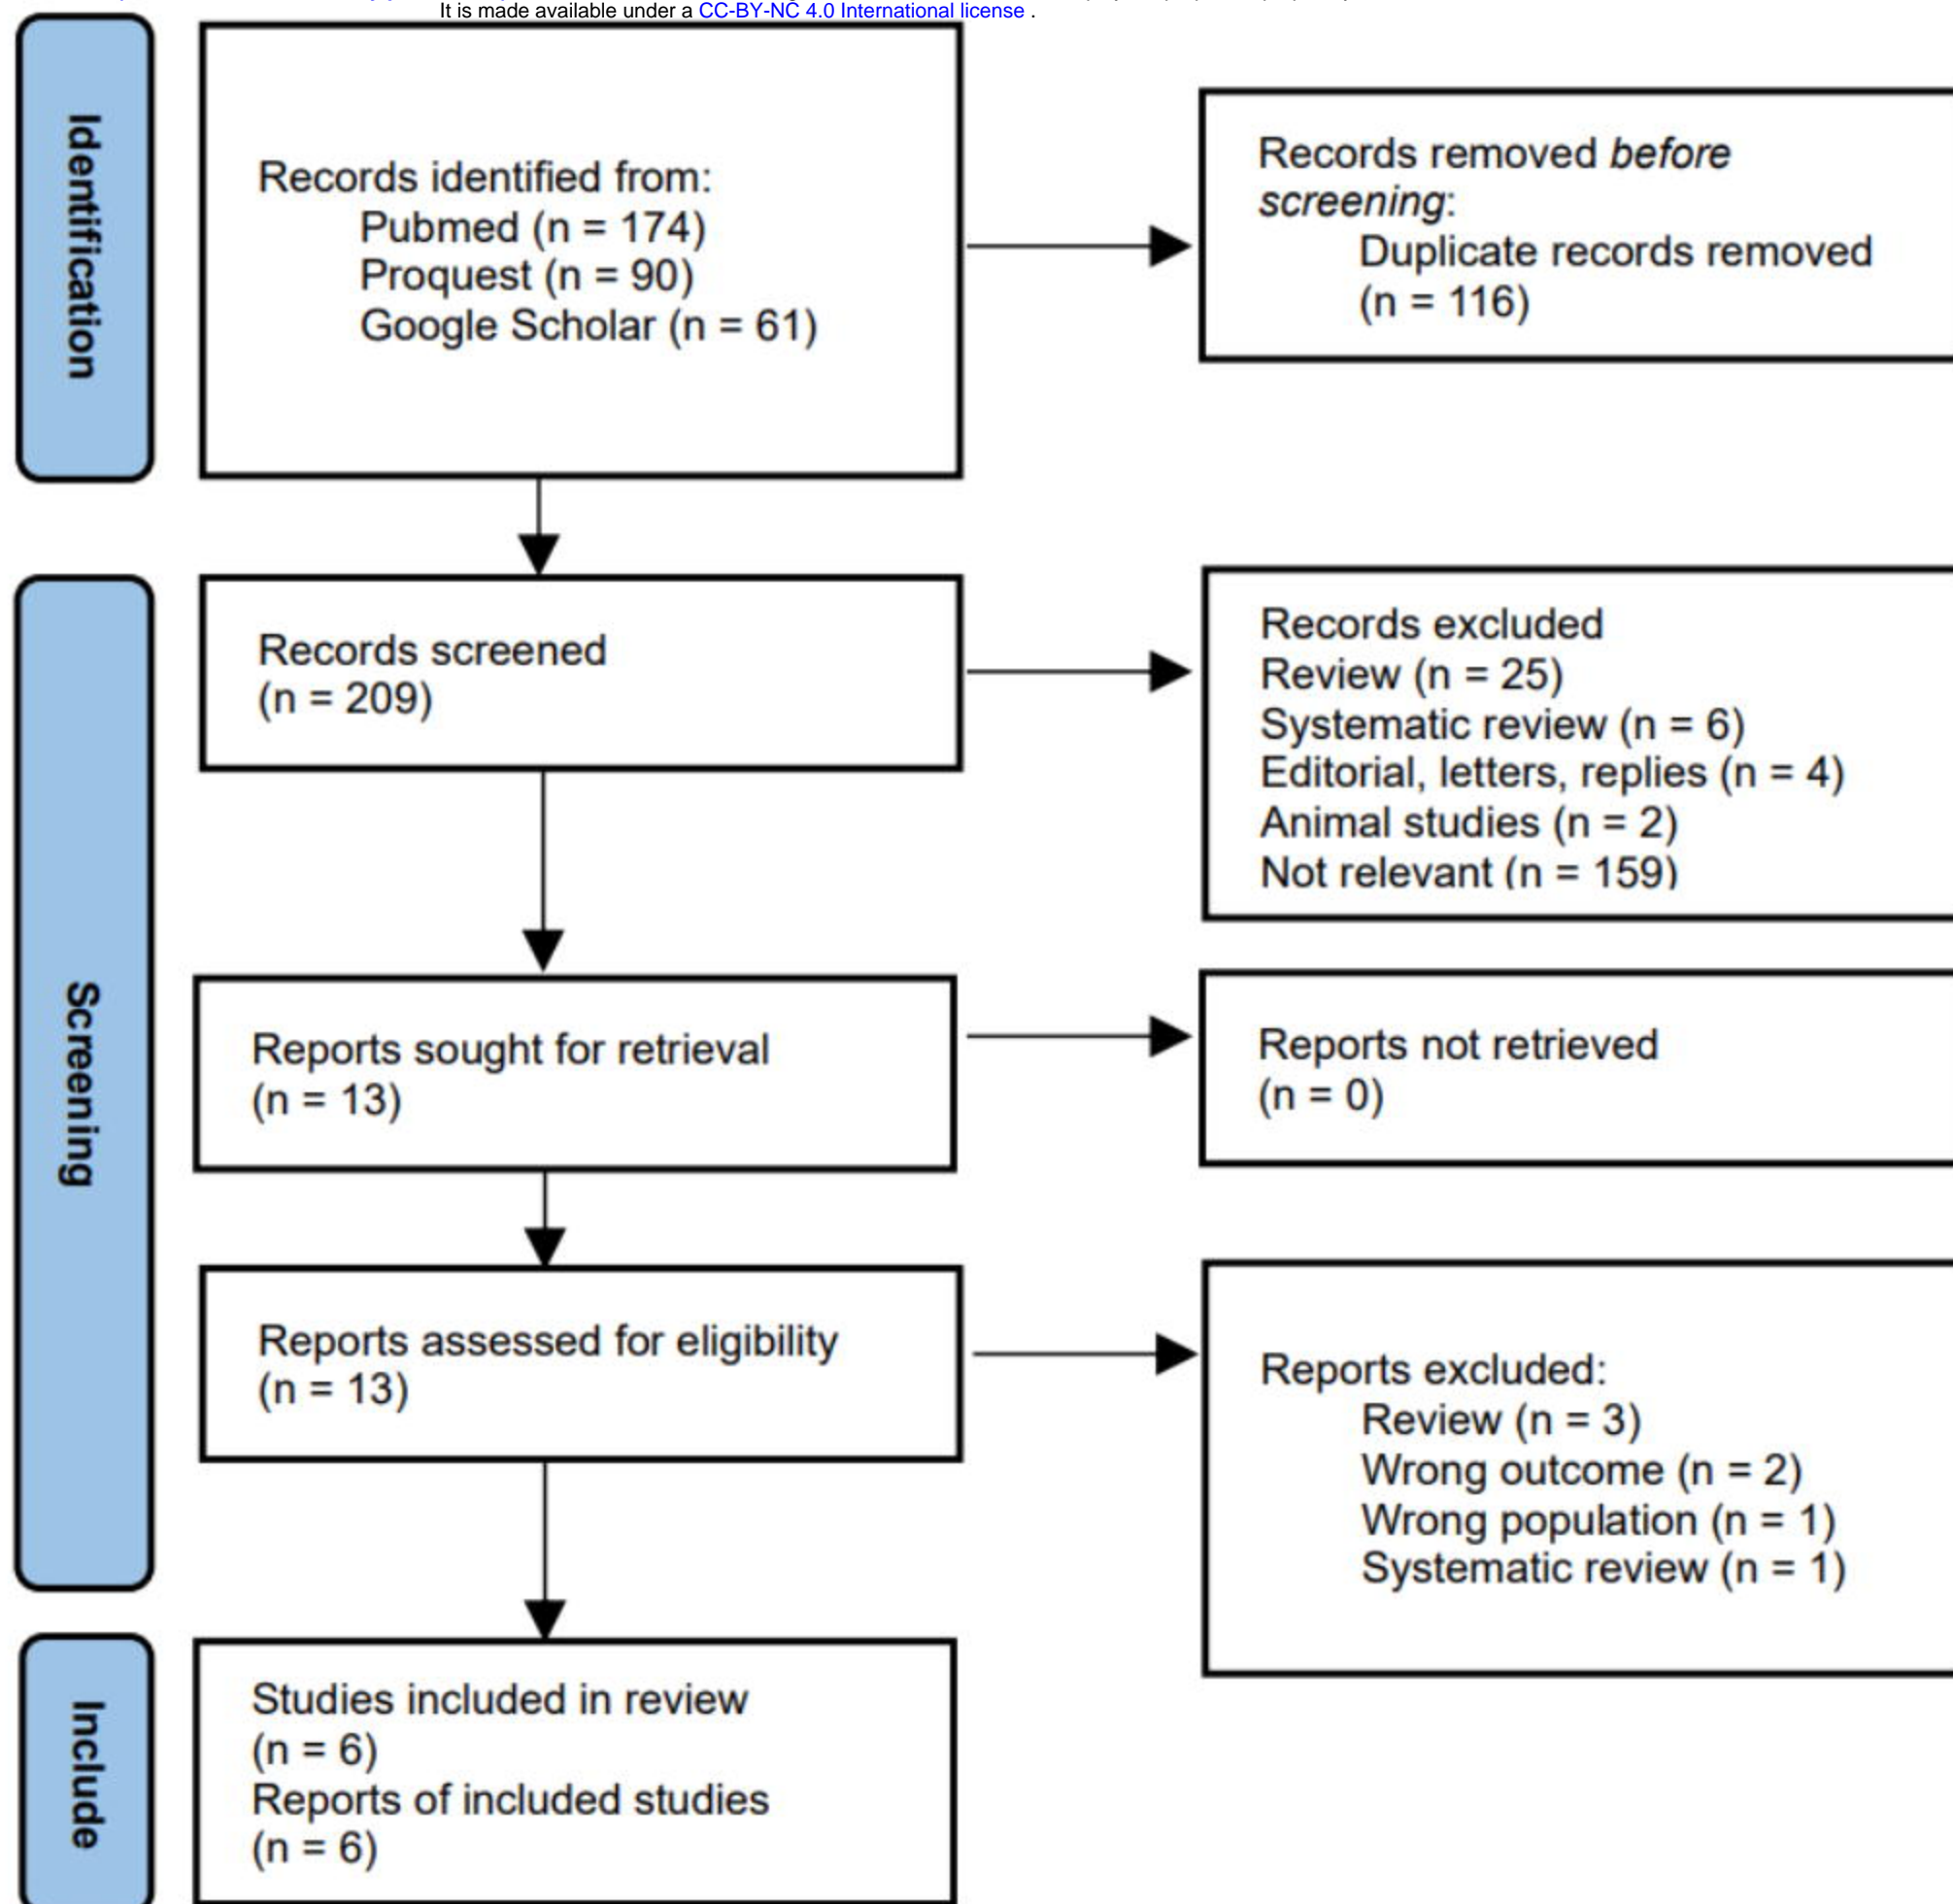 It is made available under a CC-BY-NC 4.0 International license .
Identification
Records identified from:
Pubmed (n = 174)
Proquest (n = 90)
Google Scholar (n = 61)
Records removed before
screening:
Duplicate records removed
(n = 116)
Screening
Records screened
(n = 209)
Records excluded
Review (n = 25)
Systematic review (n = 6)
Editorial, letters, replies (n = 4)
Animal studies (n = 2)
Not relevant (n = 159)
Reports sought for retrieval
(n = 13)
Reports not retrieved
(n = 0)
Reports assessed for eligibility
(n = 13)
Reports excluded:
Review (n = 3)
Wrong outcome (n = 2)
Wrong population (n = 1)
Systematic review (n = 1)
Include
Studies included in review
(n = 6)
Reports of included studies
(n = 6)